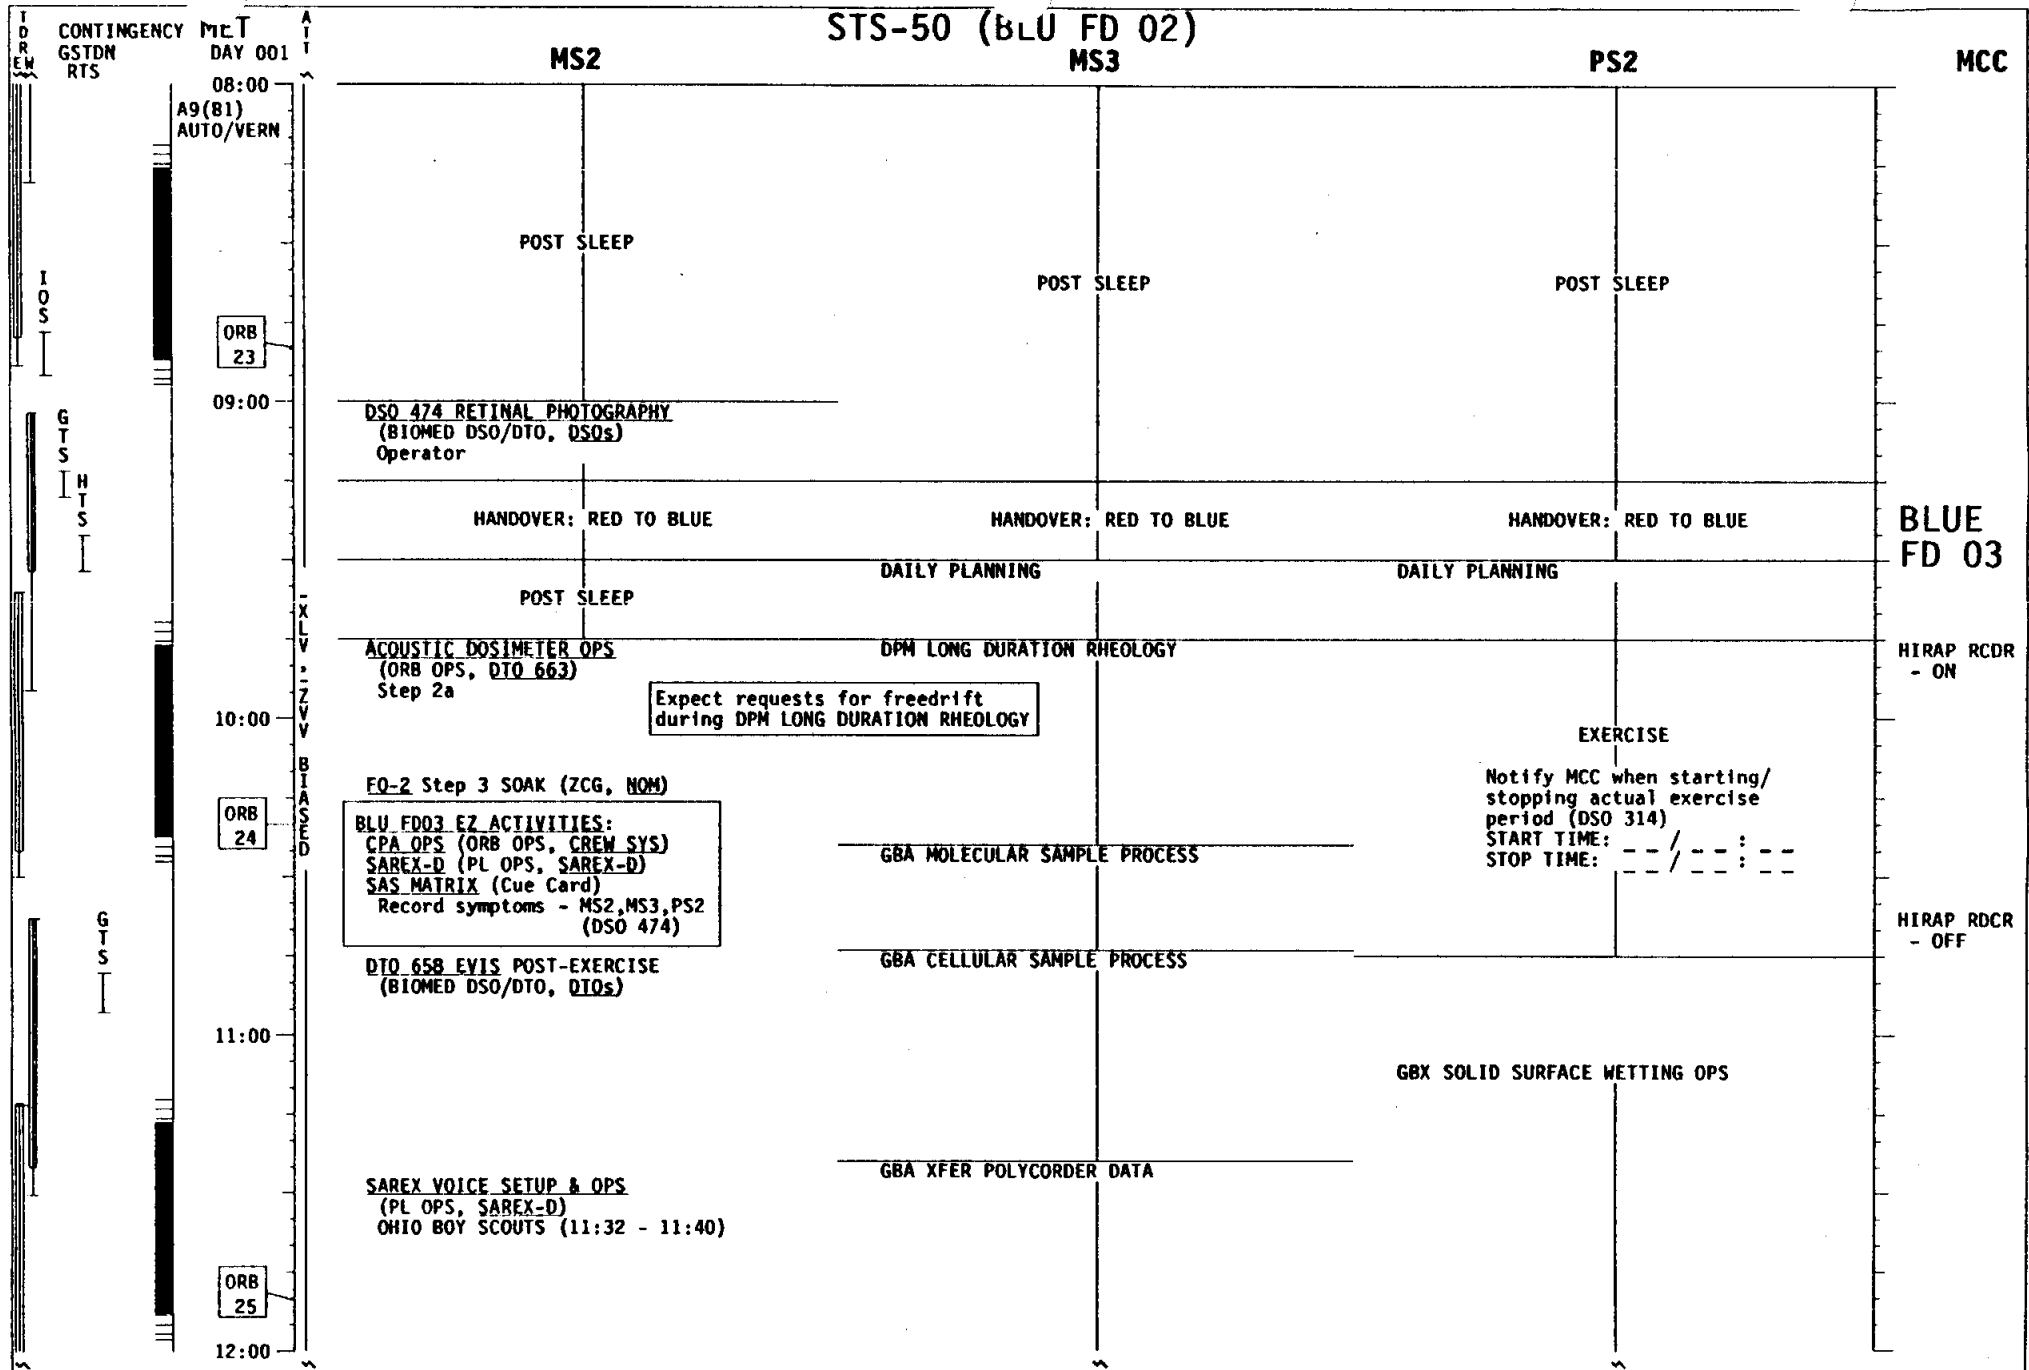 STS-50 (BLU FD 02)
TDRS
E W
CONTINGENCY
GSTDN
RTS
MET
DAY 001
ATT
MS2
MS3
PS2
MCC
08:00
A9(B1)
AUTO/VERN
POST SLEEP
POST SLEEP
POST SLEEP
IOS
ORB
23
09:00
DSO 474 RETINAL PHOTOGRAPHY
(BIOMED DSO/DTO, DSOs)
Operator
GTS
HTS
HANDOVER: RED TO BLUE
HANDOVER: RED TO BLUE
HANDOVER: RED TO BLUE
BLUE
FD 03
DAILY PLANNING
DAILY PLANNING
POST SLEEP
-XLV,-ZVV BIASED
ACOUSTIC DOSIMETER OPS
(ORB OPS, DTO 663)
Step 2a
DPM LONG DURATION RHEOLOGY
HIRAP RCDR
- ON
Expect requests for freedrift
during DPM LONG DURATION RHEOLOGY
10:00
EXERCISE
Notify MCC when starting/
stopping actual exercise
period (DSO 314)
START TIME: _ _ / _ _ : _ _
STOP TIME: _ _ / _ _ : _ _
FO-2 Step 3 SOAK (ZCG, NOM)
ORB
24
BLU FD03 EZ ACTIVITIES:
CPA OPS (ORB OPS, CREW SYS)
SAREX-D (PL OPS, SAREX-D)
SAS MATRIX (Cue Card)
Record symptoms - MS2,MS3,PS2
(DSO 474)
GBA MOLECULAR SAMPLE PROCESS
HIRAP RDCR
- OFF
GTS
DTO 658 EVIS POST-EXERCISE
(BIOMED DSO/DTO, DTOs)
GBA CELLULAR SAMPLE PROCESS
11:00
GBX SOLID SURFACE WETTING OPS
GBA XFER POLYCORDER DATA
SAREX VOICE SETUP & OPS
(PL OPS, SAREX-D)
OHIO BOY SCOUTS (11:32 - 11:40)
ORB
25
12:00